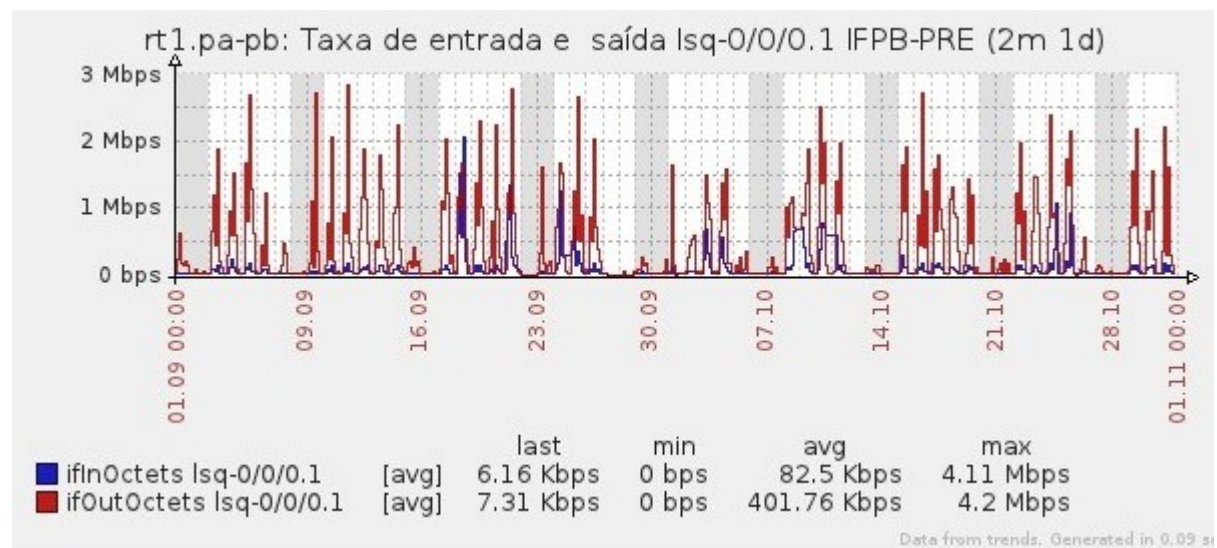 rt1.pa-pb: Taxa de entrada e saída lsq-0/0/0.1 IFPB-PRE (2m 1d)
3 Mbps
2 Mbps
1 Mbps
0 bps
01.09 00:00
09.09
16.09
23.09
30.09
07.10
14.10
21.10
28.10
01.11 00:00
last min avg max
ifInOctets lsq-0/0/0.1 [avg] 6.16 Kbps 0 bps 82.5 Kbps 4.11 Mbps
ifOutOctets lsq-0/0/0.1 [avg] 7.31 Kbps 0 bps 401.76 Kbps 4.2 Mbps
Data from trends. Generated in 0.09